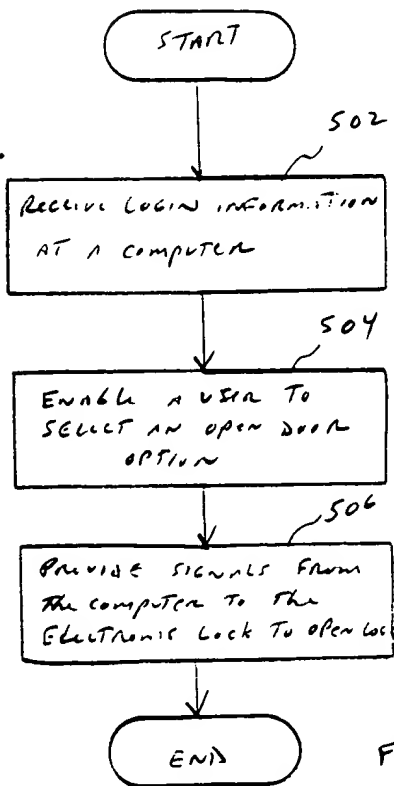 START
502
RECEIVE LOGIN INFORMATION
AT A COMPUTER
504
ENABLE A USER TO
SELECT AN OPEN DOOR
OPTION
506
PROVIDE SIGNALS FROM
the computer to the
ELECTRONIC LOCK TO OPEN LOC
END
F